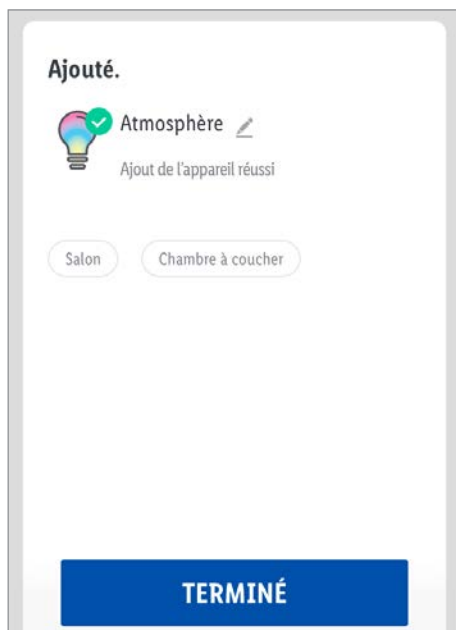 Ajouté.
Atmosphère
Ajout de l'appareil réussi
Salon
Chambre à coucher
TERMINÉ